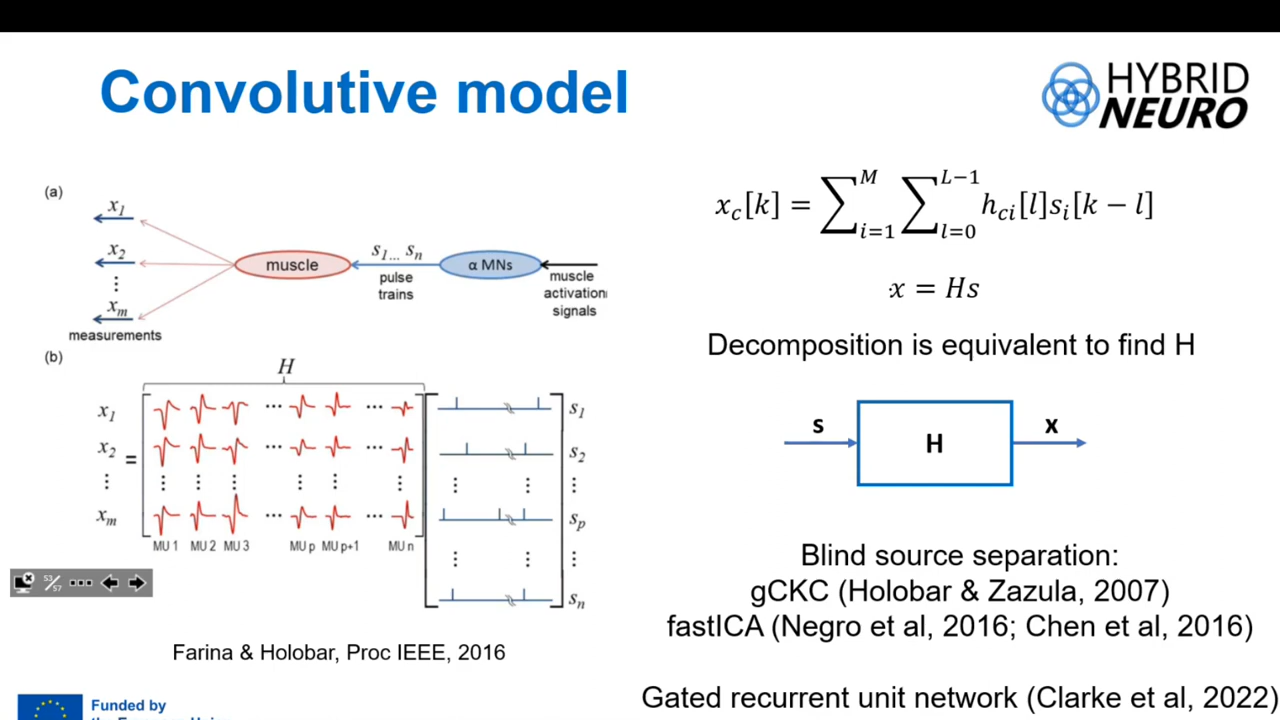 Convolutive model
HYBRID
NEURO
(a)
x1
x2
⋮
xm
measurements
muscle
s1... sn
pulse
trains
α MNs
muscle
activation
signals
(b)
H
x1
x2
⋮
xm
=
... ...
... ...
⋮ ⋮ ⋮ ⋮ ⋮ ⋮
... ...
MU 1 MU 2 MU 3 MU p MU p+1 MU n
s1
s2
⋮
sp
⋮
sn
53/57
Farina & Holobar, Proc IEEE, 2016
x_c[k] = ∑_{i=1}^{M} ∑_{l=0}^{L−1} h_{ci}[l]s_i[k − l]
x = Hs
Decomposition is equivalent to find H
s
H
x
Blind source separation:
gCKC (Holobar & Zazula, 2007)
fastICA (Negro et al, 2016; Chen et al, 2016)
Gated recurrent unit network (Clarke et al, 2022)
Funded by